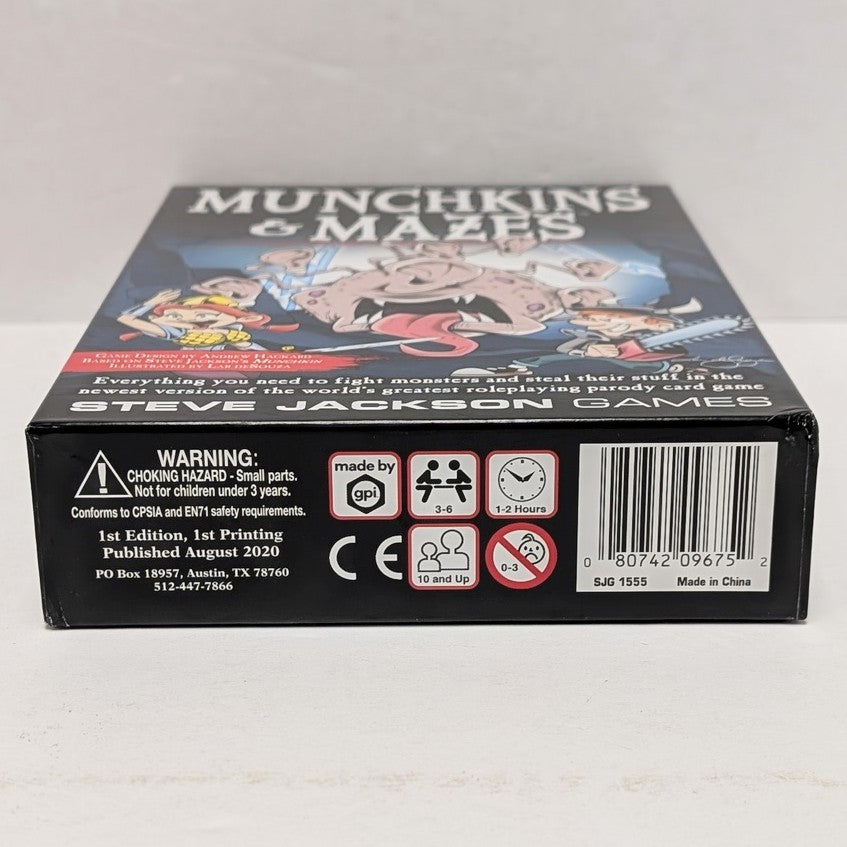 MUNCHKINS
& MAZES
GAME DESIGN BY ANDREW HACKARD
BASED ON STEVE JACKSON'S MUNCHKIN
ILLUSTRATED BY LAR DESOUZA
Everything you need to fight monsters and steal their stuff in the
newest version of the world's greatest roleplaying parody card game
STEVE JACKSON GAMES
WARNING:
CHOKING HAZARD - Small parts.
Not for children under 3 years.
Conforms to CPSIA and EN71 safety requirements.
1st Edition, 1st Printing
Published August 2020
PO Box 18957, Austin, TX 78760
512-447-7866
made by
gpi
3-6
1-2 Hours
CE
10 and Up
0-3
0 80742 09675 2
SJG 1555 Made in China